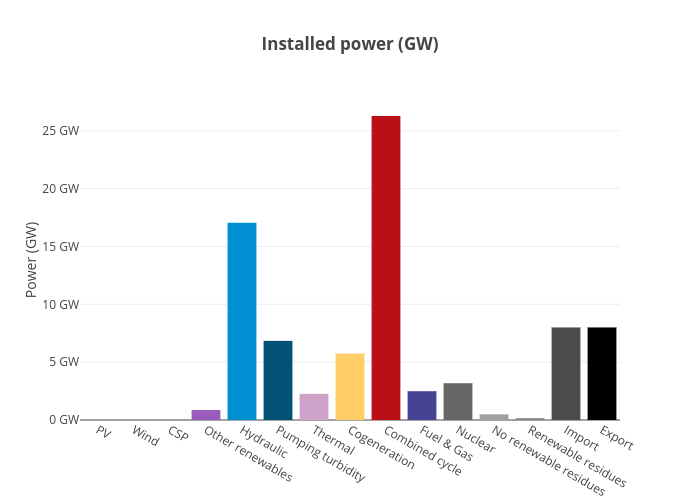 Installed power (GW)
Power (GW)
25 GW
20 GW
15 GW
10 GW
5 GW
0 GW
PV
Wind
CSP
Other renewables
Hydraulic
Pumping turbidity
Thermal
Cogeneration
Combined cycle
Fuel & Gas
Nuclear
No renewable residues
Renewable residues
Import
Export